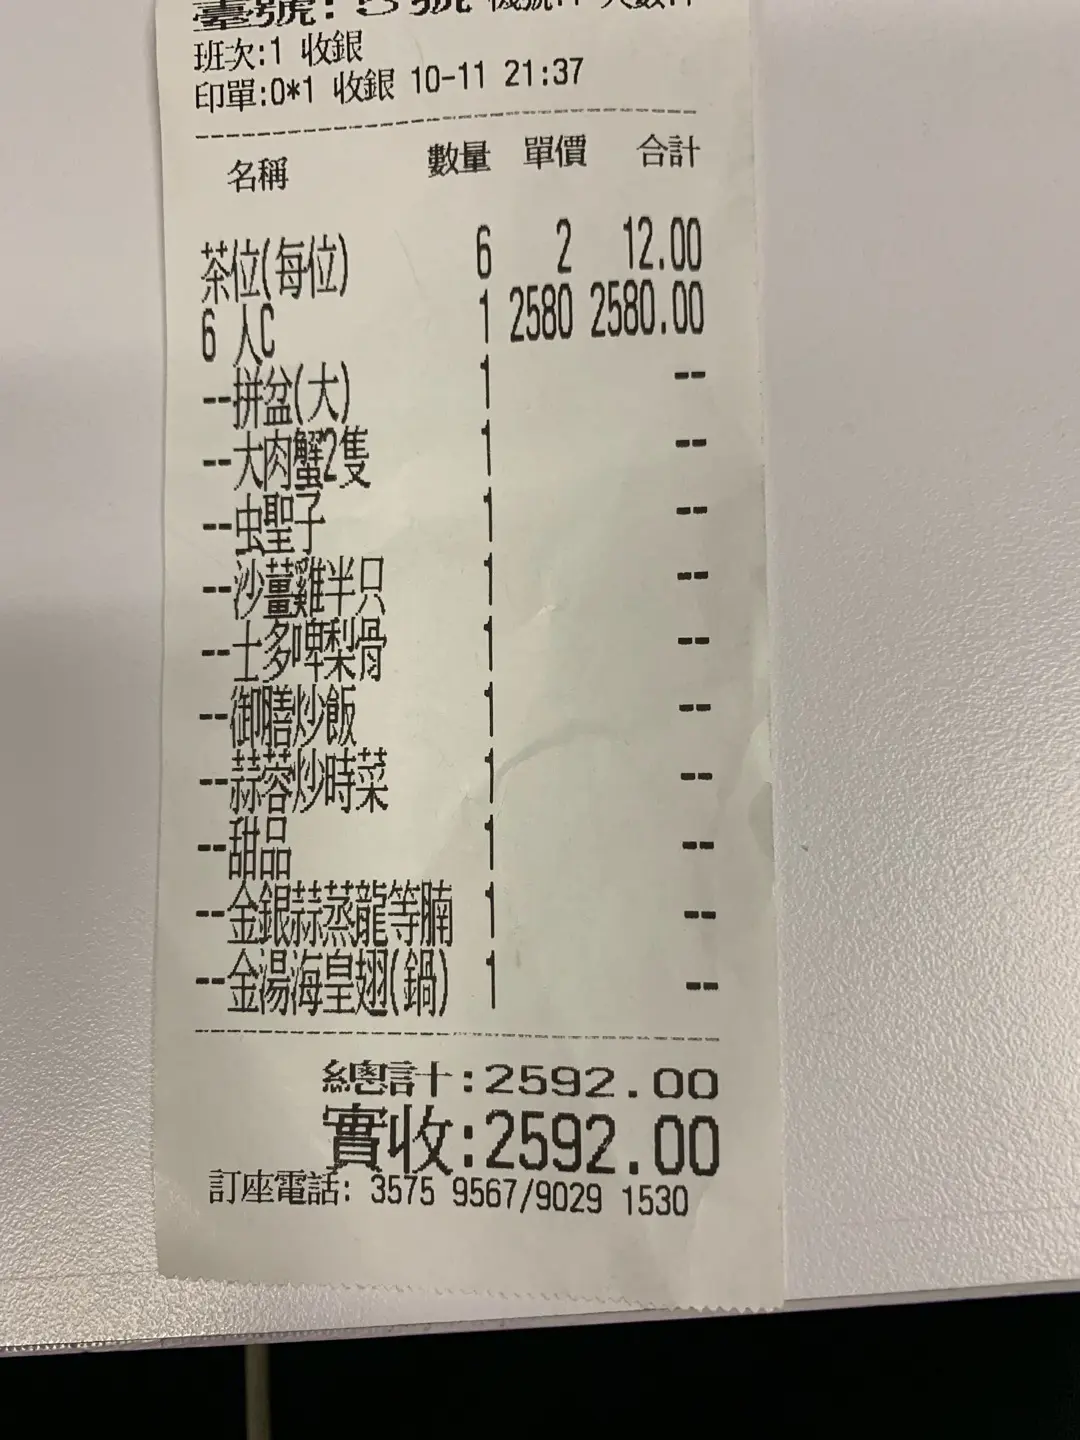 班次:1 收銀
印單:0*1 收銀 10-11 21:37
名稱 數量 單價 合計
茶位(每位) 6 2 12.00
6 人C 1 2580 2580.00
--拼盆(大) 1 --
--大肉蟹2隻 1 --
--虫聖子 1 --
--沙薑雞半只 1 --
--士多啤梨骨 1 --
--御膳炒飯 1 --
--蒜蓉炒時菜 1 --
--甜品 1 --
--金銀蒜蒸龍等腩 1 --
--金湯海皇翅(鍋) 1 --
總計:2592.00
實收:2592.00
訂座電話: 3575 9567/9029 1530